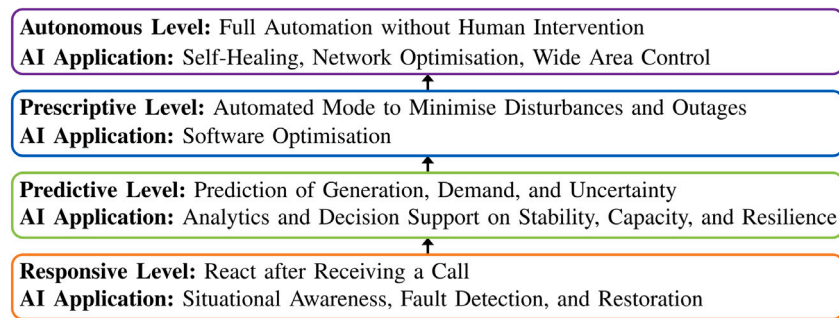 Autonomous Level: Full Automation without Human Intervention
AI Application: Self-Healing, Network Optimisation, Wide Area Control
Prescriptive Level: Automated Mode to Minimise Disturbances and Outages
AI Application: Software Optimisation
Predictive Level: Prediction of Generation, Demand, and Uncertainty
AI Application: Analytics and Decision Support on Stability, Capacity, and Resilience
Responsive Level: React after Receiving a Call
AI Application: Situational Awareness, Fault Detection, and Restoration